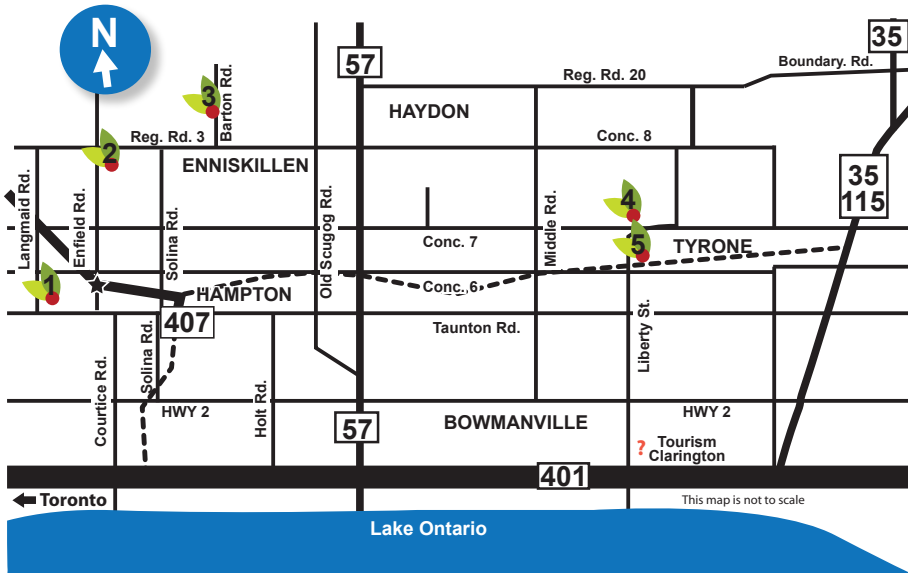 N
35
57
Boundary. Rd.
Reg. Rd. 20
Barton Rd.
3
HAYDON
Reg. Rd. 3
Conc. 8
2
ENNISKILLEN
35
115
Langmaid Rd.
Enfield Rd.
Solina Rd.
Old Scugog Rd.
Middle Rd.
4
Conc. 7
5
TYRONE
1
HAMPTON
Conc. 6
407
Taunton Rd.
Liberty St.
Courtice Rd.
Solina Rd.
Holt Rd.
HWY 2
57
BOWMANVILLE
HWY 2
? Tourism
Clarington
401
Toronto
This map is not to scale
Lake Ontario